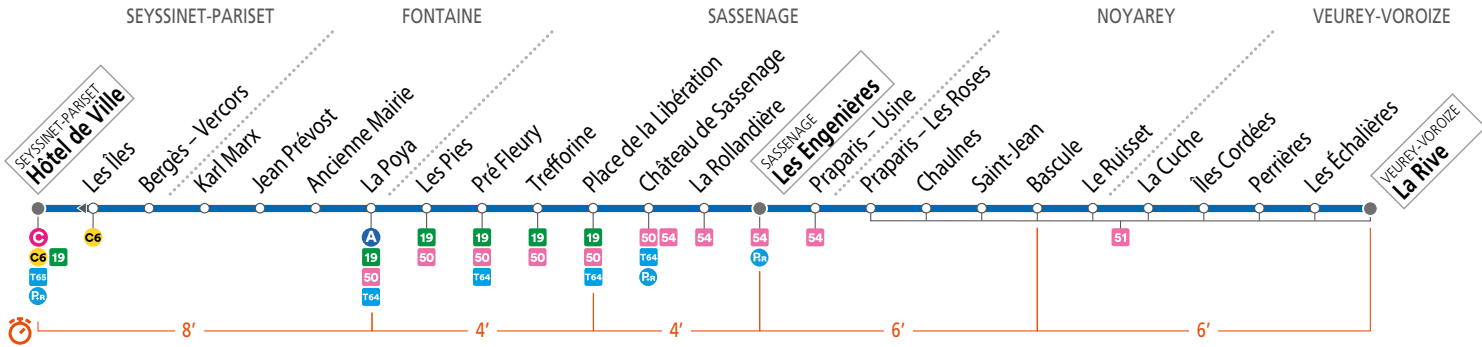 SEYSSINET-PARISET
FONTAINE
SASSENAGE
NOYAREY
VEUREY-VOROIZE
SEYSSINET-PARISET
Hôtel de Ville
Les Îles
Bergès – Vercors
Karl Marx
Jean Prévost
Ancienne Mairie
La Poya
Les Pies
Pré Fleury
Trefforine
Place de la Libération
Château de Sassenage
La Rollandière
SASSENAGE
Les Engenières
Praparis – Usine
Praparis – Les Roses
Chaulnes
Saint-Jean
Bascule
Le Ruisset
La Cuche
Îles Cordées
Perrières
Les Échalières
VEUREY-VOROIZE
La Rive
C
C6 19
T65
P+R
C6
A
19
50
T64
19
50
19
50
T64
19
50
19
50
T64
50 54
T64
P+R
54
54
P+R
54
51
8’
4’
4’
6’
6’